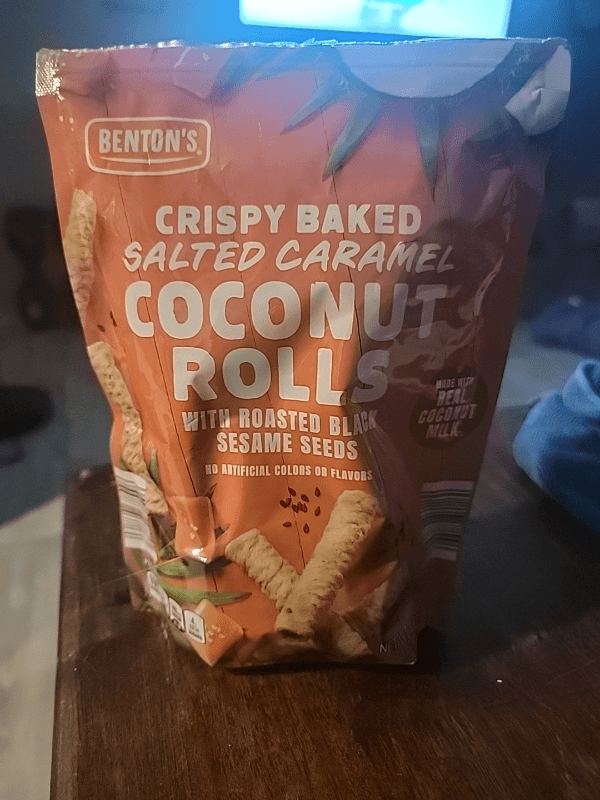 BENTON'S
CRISPY BAKED
SALTED CARAMEL
COCONUT
ROLLS
WITH ROASTED BLACK
SESAME SEEDS
NO ARTIFICIAL COLORS OR FLAVORS
MADE WITH
REAL
COCONUT
MILK